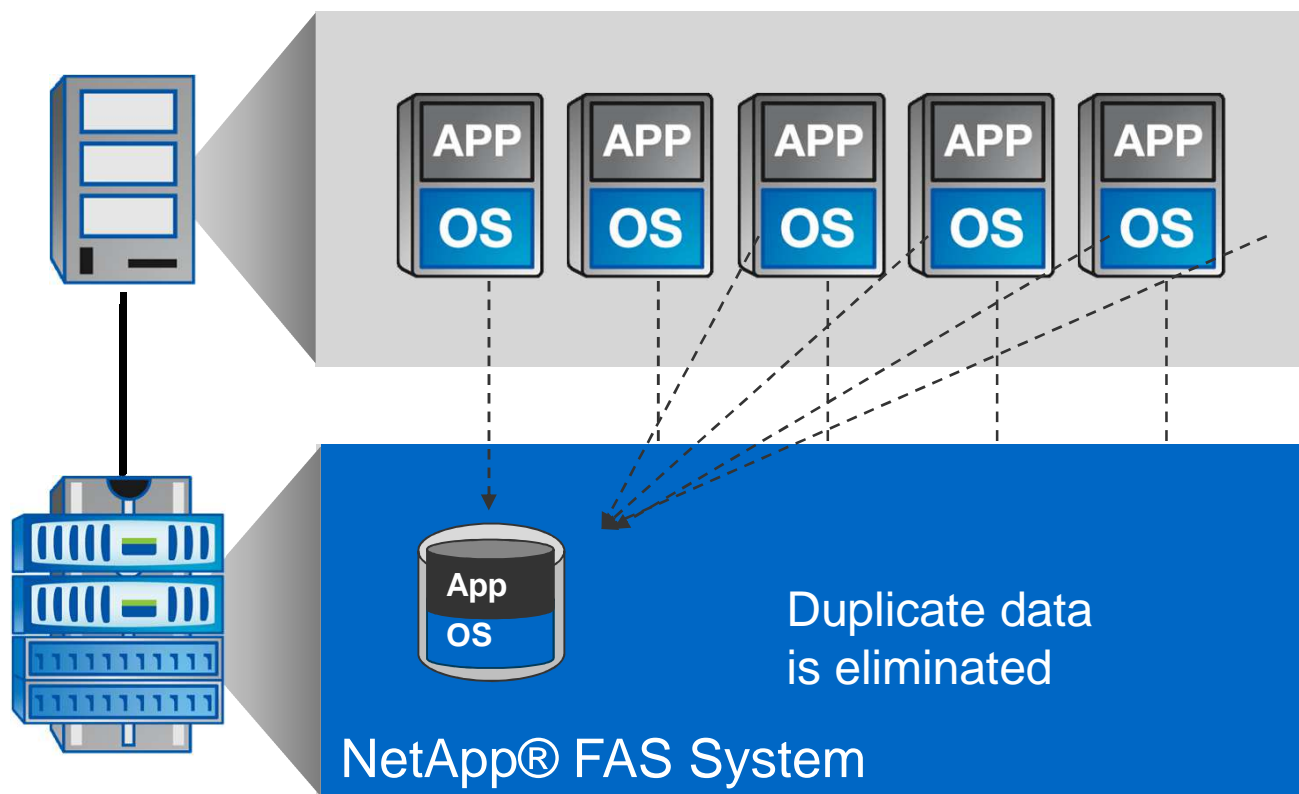 APP APP APP APP APP
OS OS OS OS OS
App
OS
Duplicate data
is eliminated
NetApp® FAS System